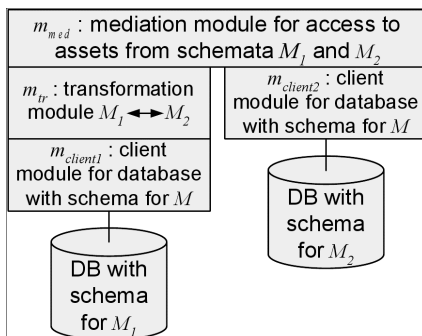 m_med : mediation module for access to
assets from schemata M_1 and M_2
m_tr : transformation
module M_1 ◄─► M_2
m_client1 : client
module for database
with schema for M
DB with
schema
for M_1
m_client2 : client
module for database
with schema for M
DB with
schema
for M_2